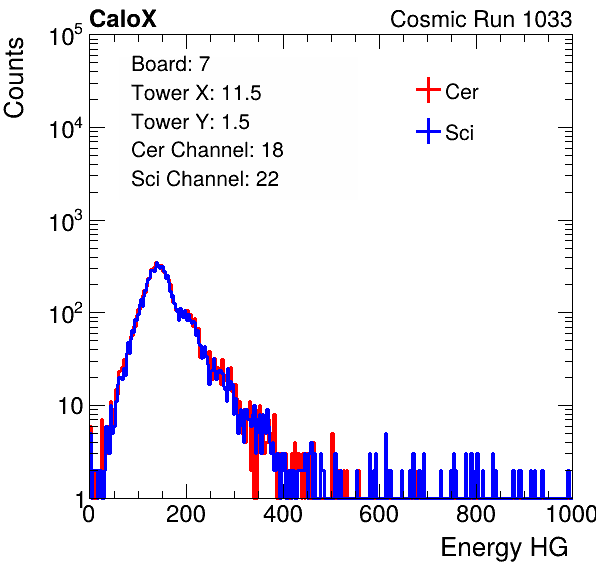 CaloX Cosmic Run 1033
Counts
10^5
10^4
10^3
10^2
10
1
Board: 7
Tower X: 11.5
Tower Y: 1.5
Cer Channel: 18
Sci Channel: 22
Cer
Sci
0 200 400 600 800 1000
Energy HG